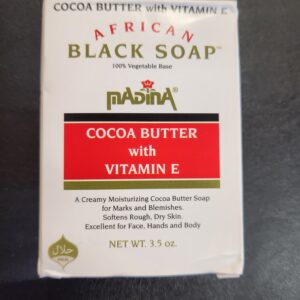 COCOA BUTTER with VITAMIN E
AFRICAN
BLACK SOAP™
100% Vegetable Base
MADINA®
COCOA BUTTER
with
VITAMIN E
A Creamy Moisturizing Cocoa Butter Soap
for Marks and Blemishes.
Softens Rough, Dry Skin.
Excellent for Face, Hands and Body
NET WT. 3.5 oz.
حلال